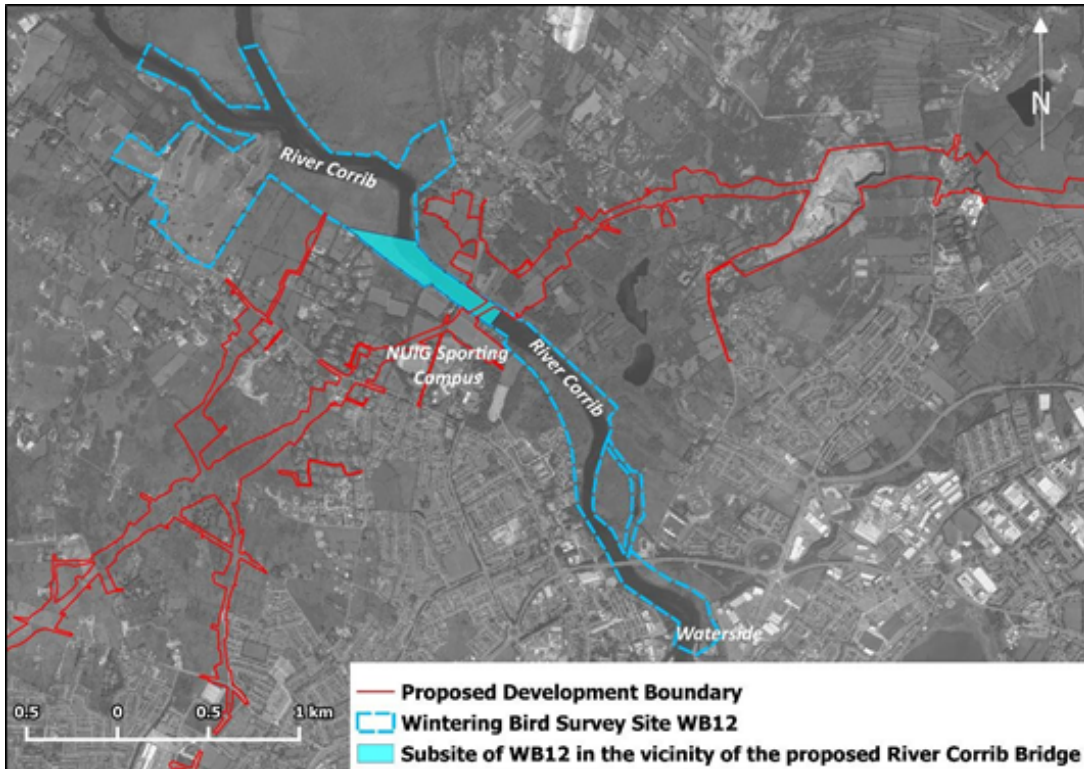 N
River Corrib
NUIG Sporting
Campus
River Corrib
Waterside
Proposed Development Boundary
Wintering Bird Survey Site WB12
Subsite of WB12 in the vicinity of the proposed River Corrib Bridge
0.5 0 0.5 1 km